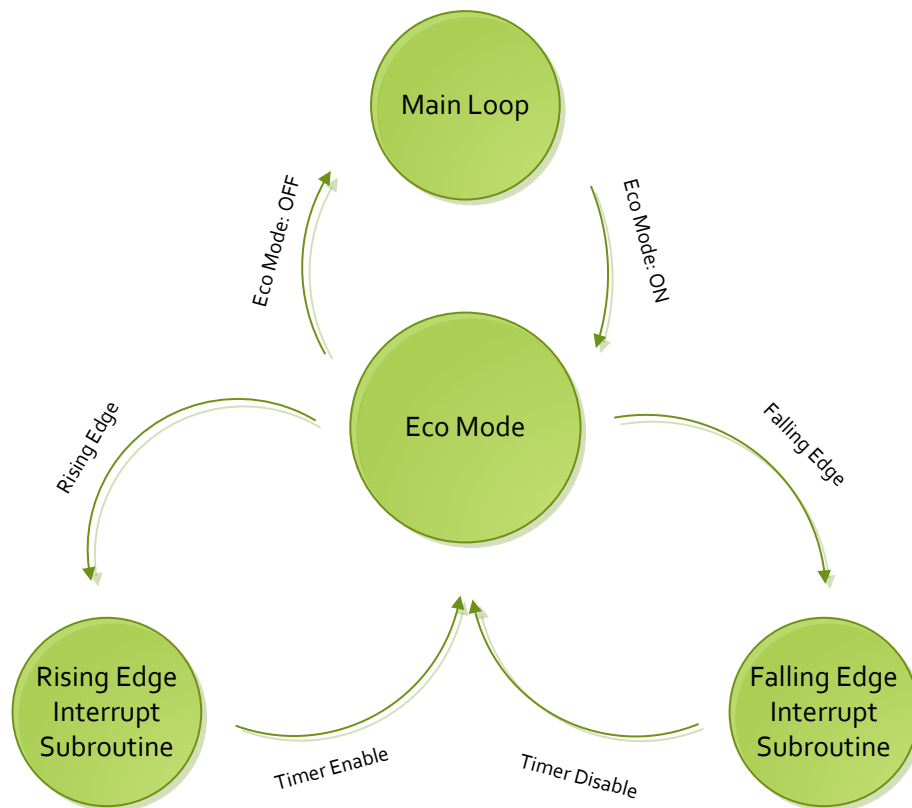 Main Loop
Eco Mode: OFF
Eco Mode: ON
Eco Mode
Rising Edge
Falling Edge
Rising Edge
Interrupt
Subroutine
Falling Edge
Interrupt
Subroutine
Timer Enable
Timer Disable